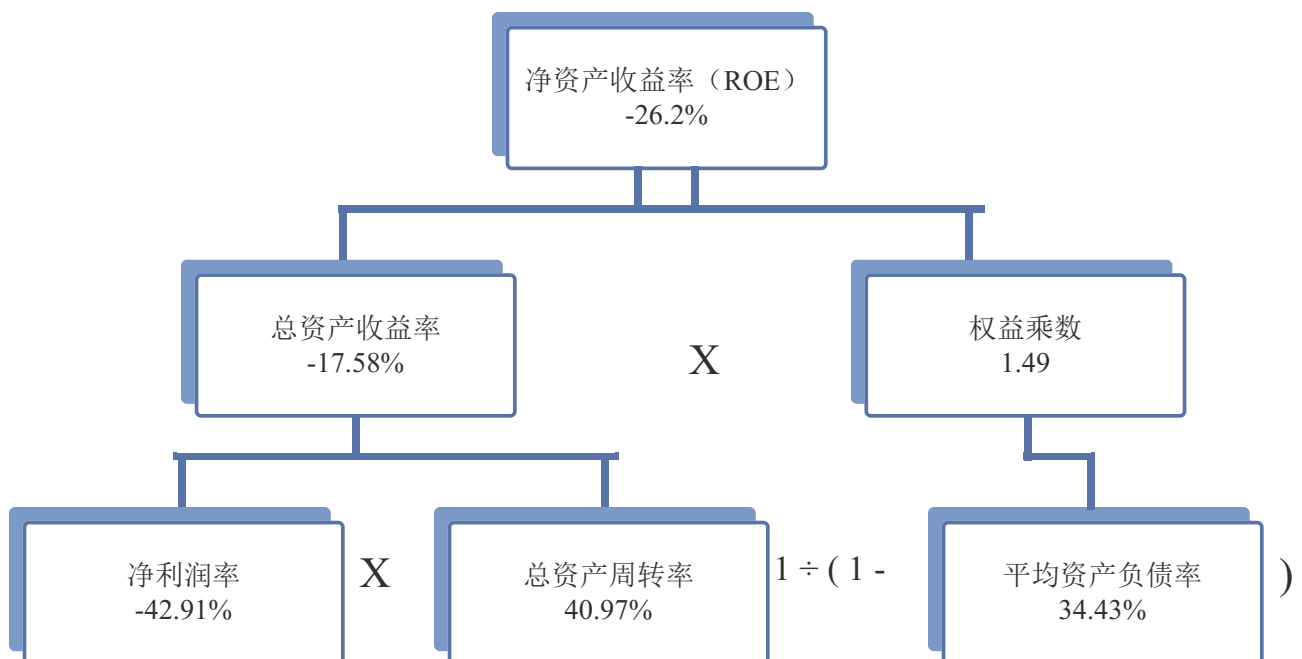 净资产收益率（ROE）
-26.2%
总资产收益率
-17.58%
X
权益乘数
1.49
净利润率
-42.91%
X
总资产周转率
40.97%
1 ÷ ( 1 -
平均资产负债率
34.43%
)